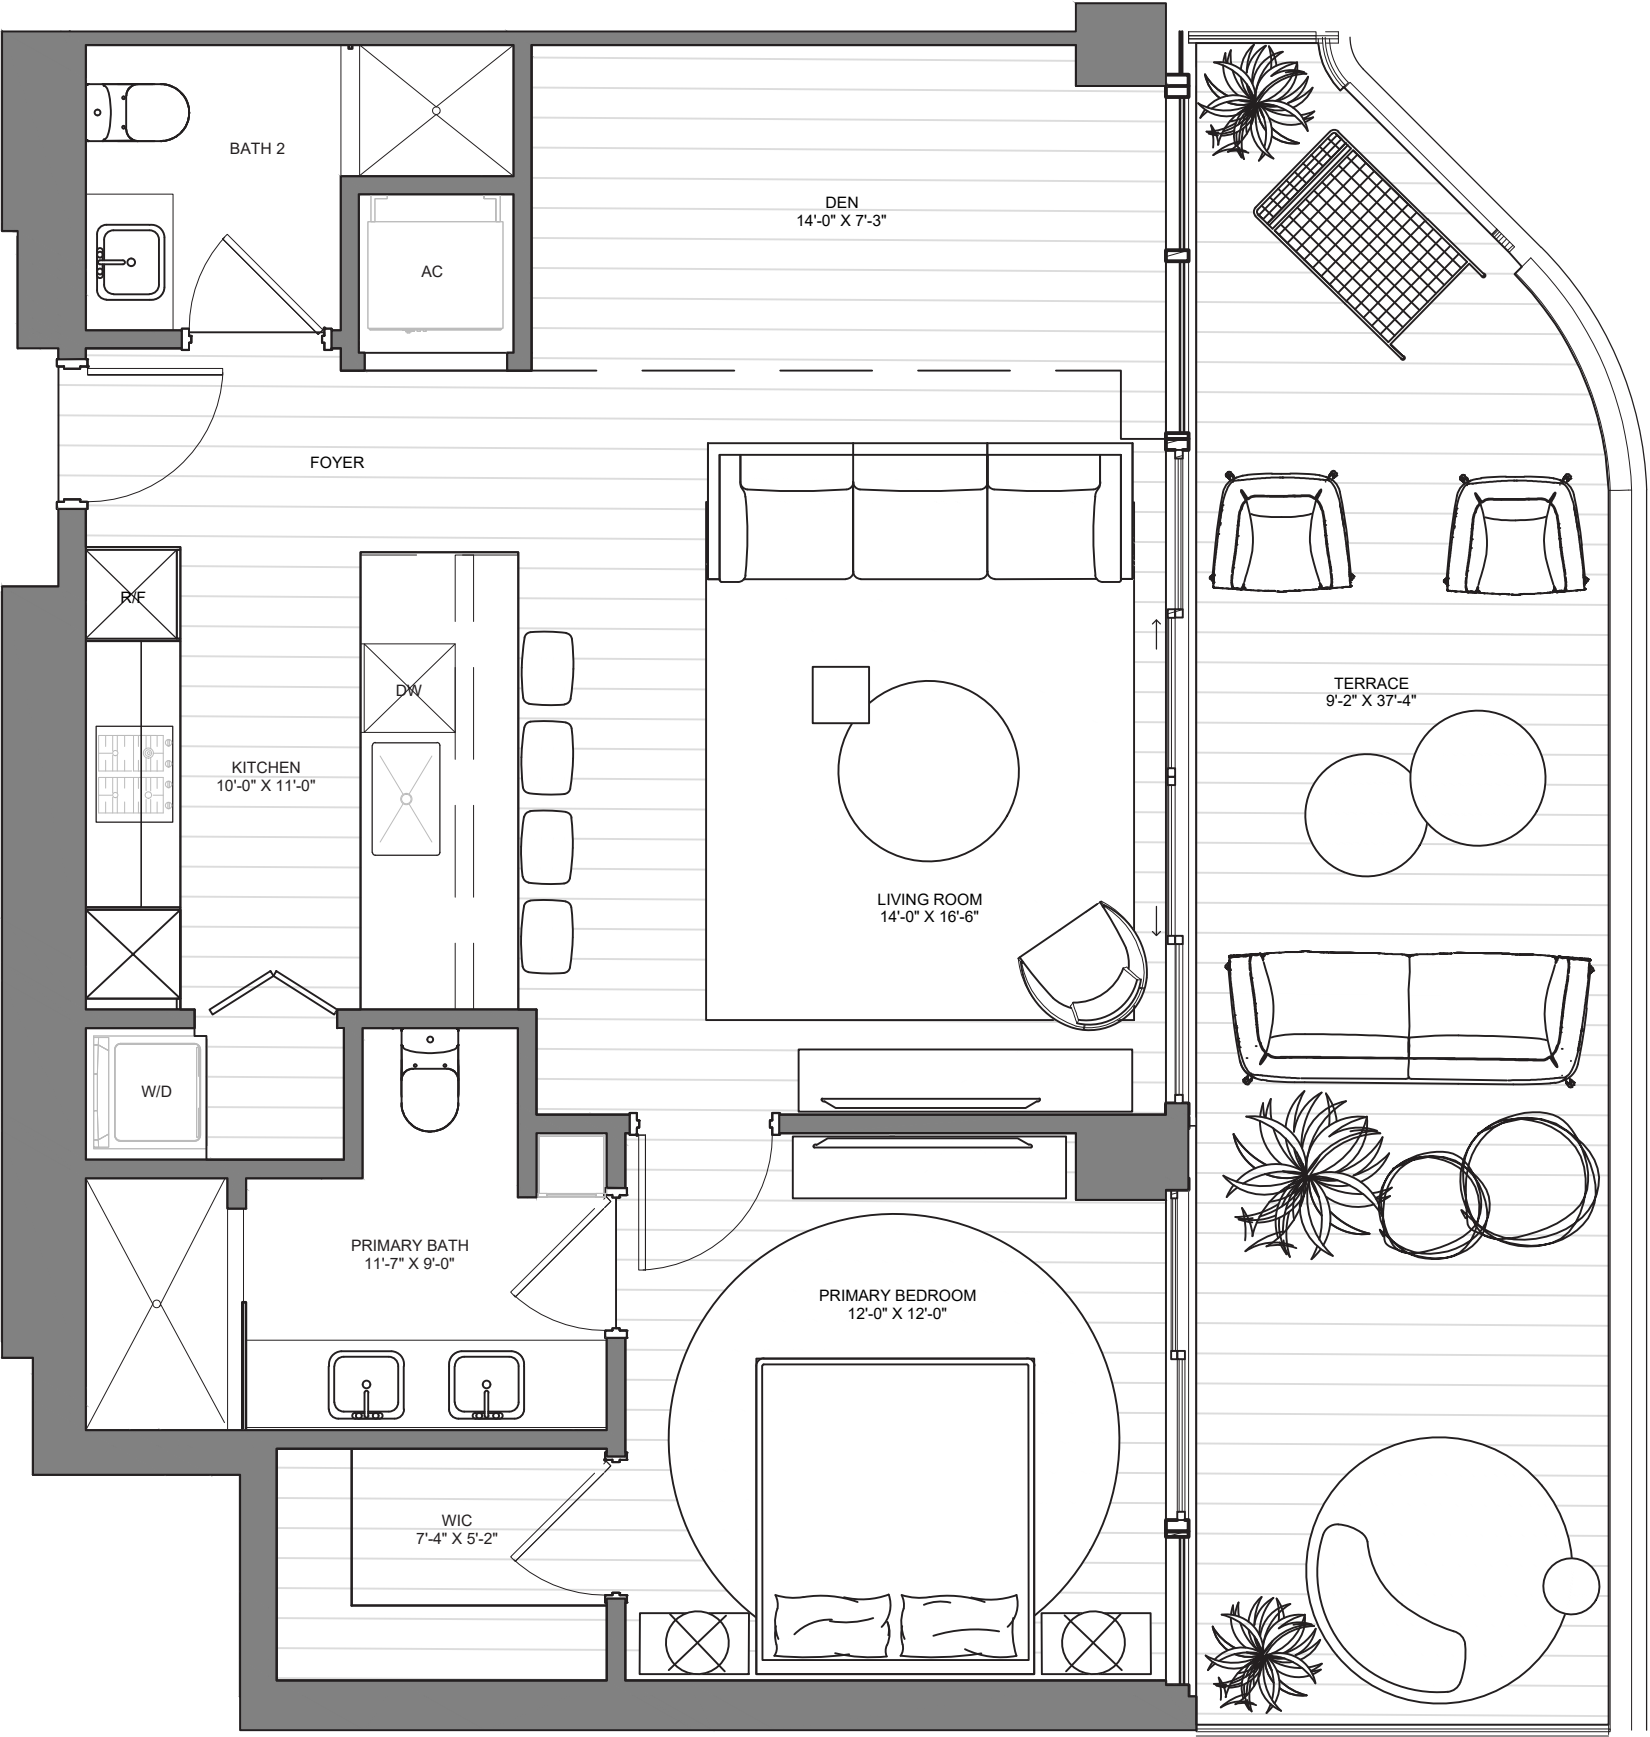 BATH 2
DEN
14'-0" X 7'-3"
AC
FOYER
R/F
DW
TERRACE
9'-2" X 37'-4"
KITCHEN
10'-0" X 11'-0"
LIVING ROOM
14'-0" X 16'-6"
W/D
PRIMARY BATH
11'-7" X 9'-0"
PRIMARY BEDROOM
12'-0" X 12'-0"
WIC
7'-4" X 5'-2"